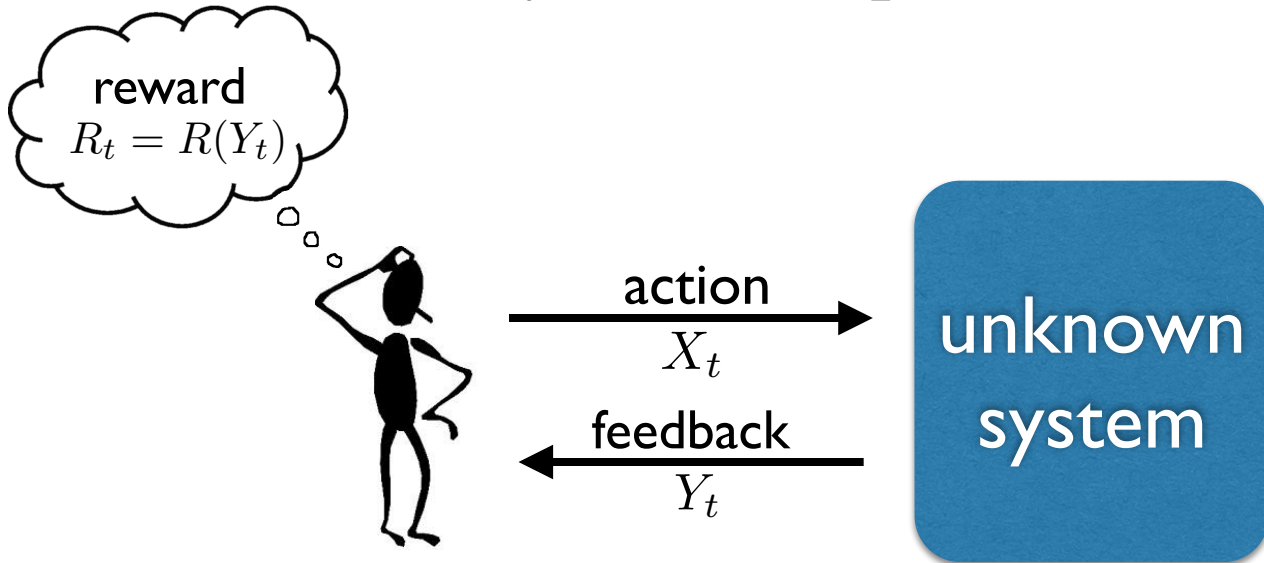 reward
R_t = R(Y_t)
action
X_t
feedback
Y_t
unknown
system